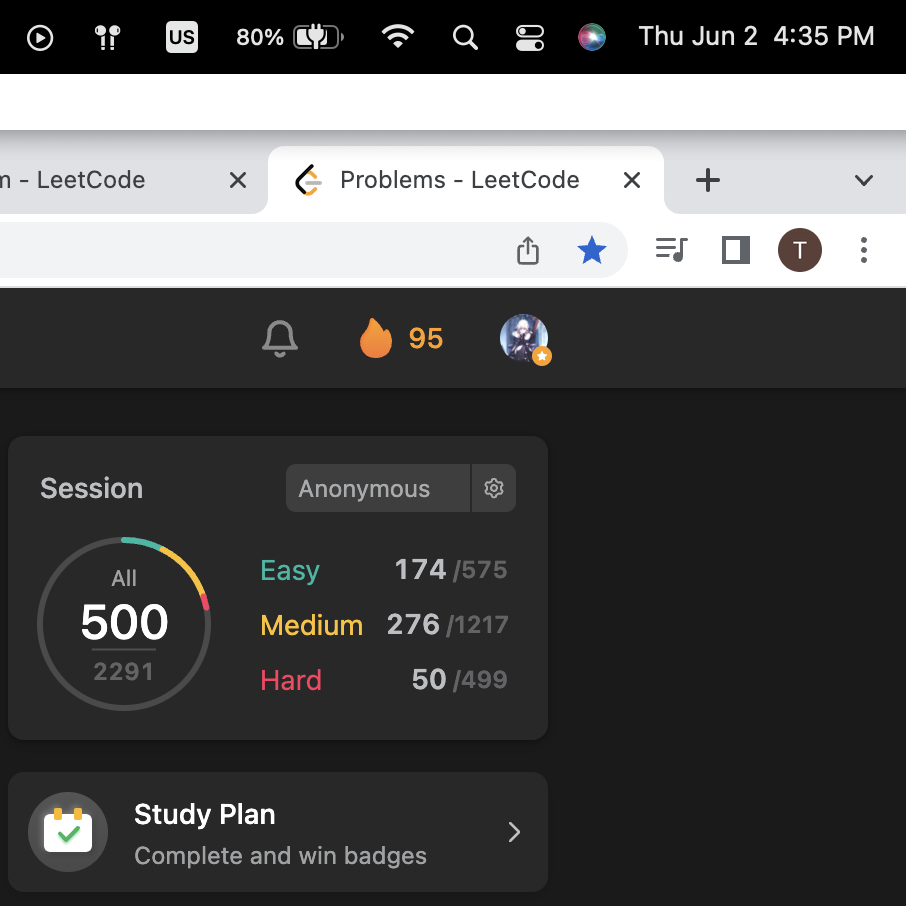 US 80% Thu Jun 2 4:35 PM
m - LeetCode Problems - LeetCode
T
95
Session Anonymous
All
500
2291
Easy 174 /575
Medium 276 /1217
Hard 50 /499
Study Plan
Complete and win badges